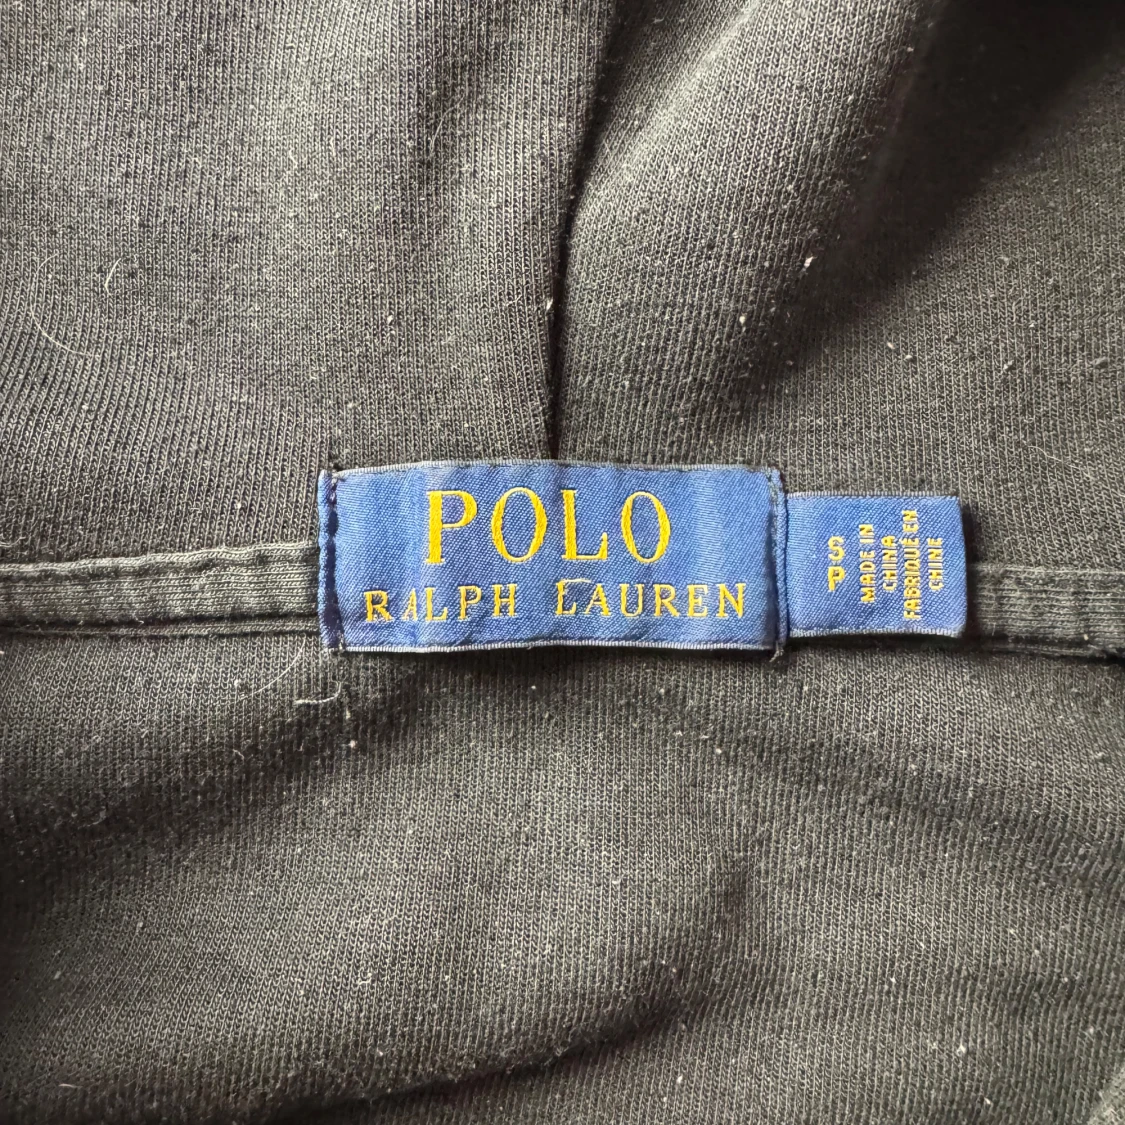 POLO
RALPH LAUREN
S
P
MADE IN
CHINA
FABRIQUÉ EN
CHINE